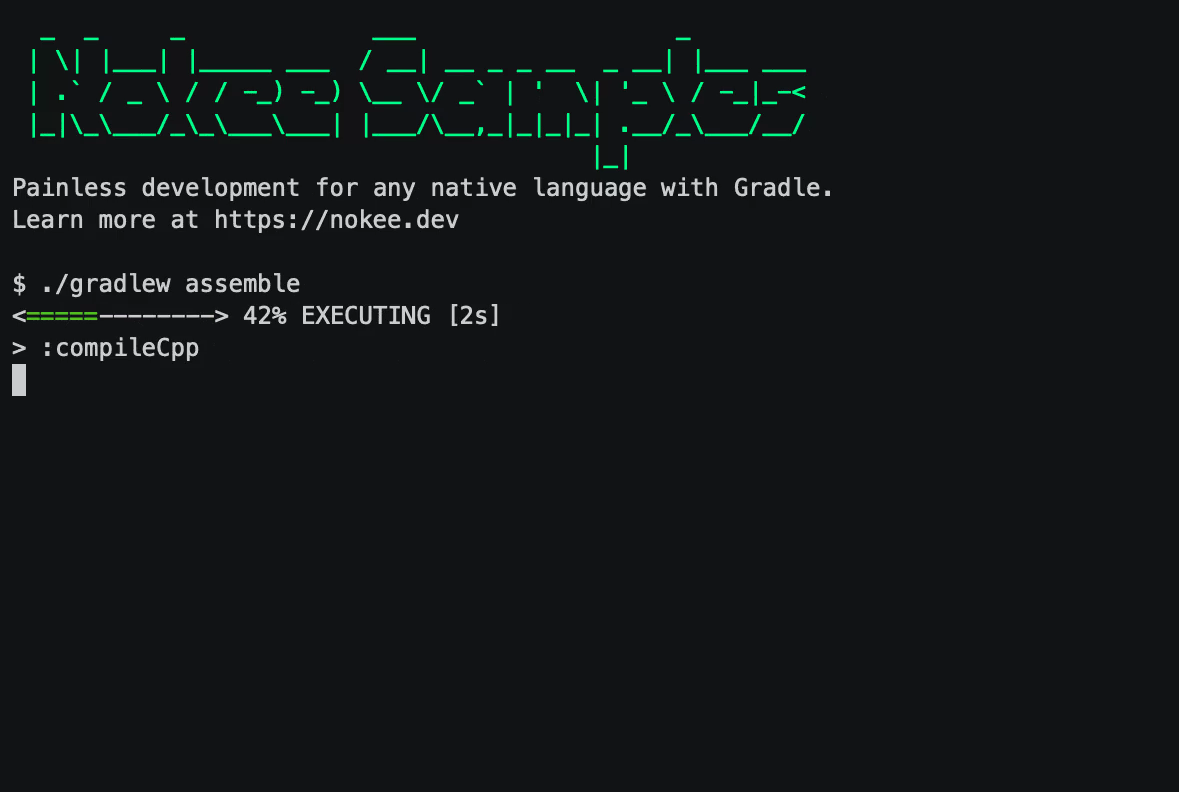 Nokee Samples
Painless development for any native language with Gradle.
Learn more at https://nokee.dev
$ ./gradlew assemble
<=====--------> 42% EXECUTING [2s]
> :compileCpp